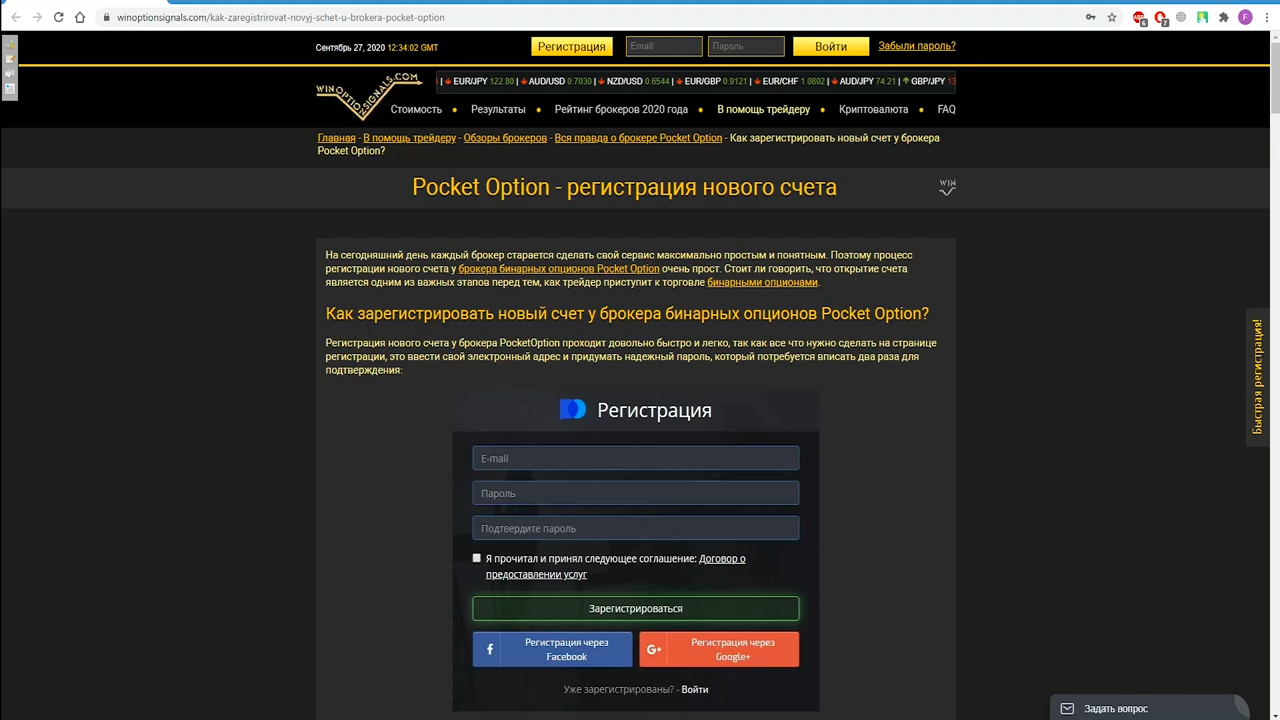 winoptionsignals.com/kak-zaregistrirovat-novyj-schet-u-brokera-pocket-option
Сентябрь 27, 2020 12:34:02 GMT
Регистрация
Email
Пароль
Войти
Забыли пароль?
WINOPTIONSIGNALS.COM
| EUR/JPY 122.80 | AUD/USD 0.7030 | NZD/USD 0.6544 | EUR/GBP 0.9121 | EUR/CHF 1.0802 | AUD/JPY 74.21 | GBP/JPY 13
Стоимость • Результаты • Рейтинг брокеров 2020 года • В помощь трейдеру • Криптовалюта • FAQ
Главная - В помощь трейдеру - Обзоры брокеров - Вся правда о брокере Pocket Option - Как зарегистрировать новый счет у брокера
Pocket Option?
Pocket Option - регистрация нового счета
WIN
На сегодняшний день каждый брокер старается сделать свой сервис максимально простым и понятным. Поэтому процесс
регистрации нового счета у брокера бинарных опционов Pocket Option очень прост. Стоит ли говорить, что открытие счета
является одним из важных этапов перед тем, как трейдер приступит к торговле бинарными опционами.
Как зарегистрировать новый счет у брокера бинарных опционов Pocket Option?
Регистрация нового счета у брокера PocketOption проходит довольно быстро и легко, так как все что нужно сделать на странице
регистрации, это ввести свой электронный адрес и придумать надежный пароль, который потребуется вписать два раза для
подтверждения:
Быстрая регистрация!
Регистрация
E-mail
Пароль
Подтвердите пароль
Я прочитал и принял следующее соглашение: Договор о
предоставлении услуг
Зарегистрироваться
Регистрация через
Facebook
Регистрация через
Google+
Уже зарегистрированы? - Войти
Задать вопрос